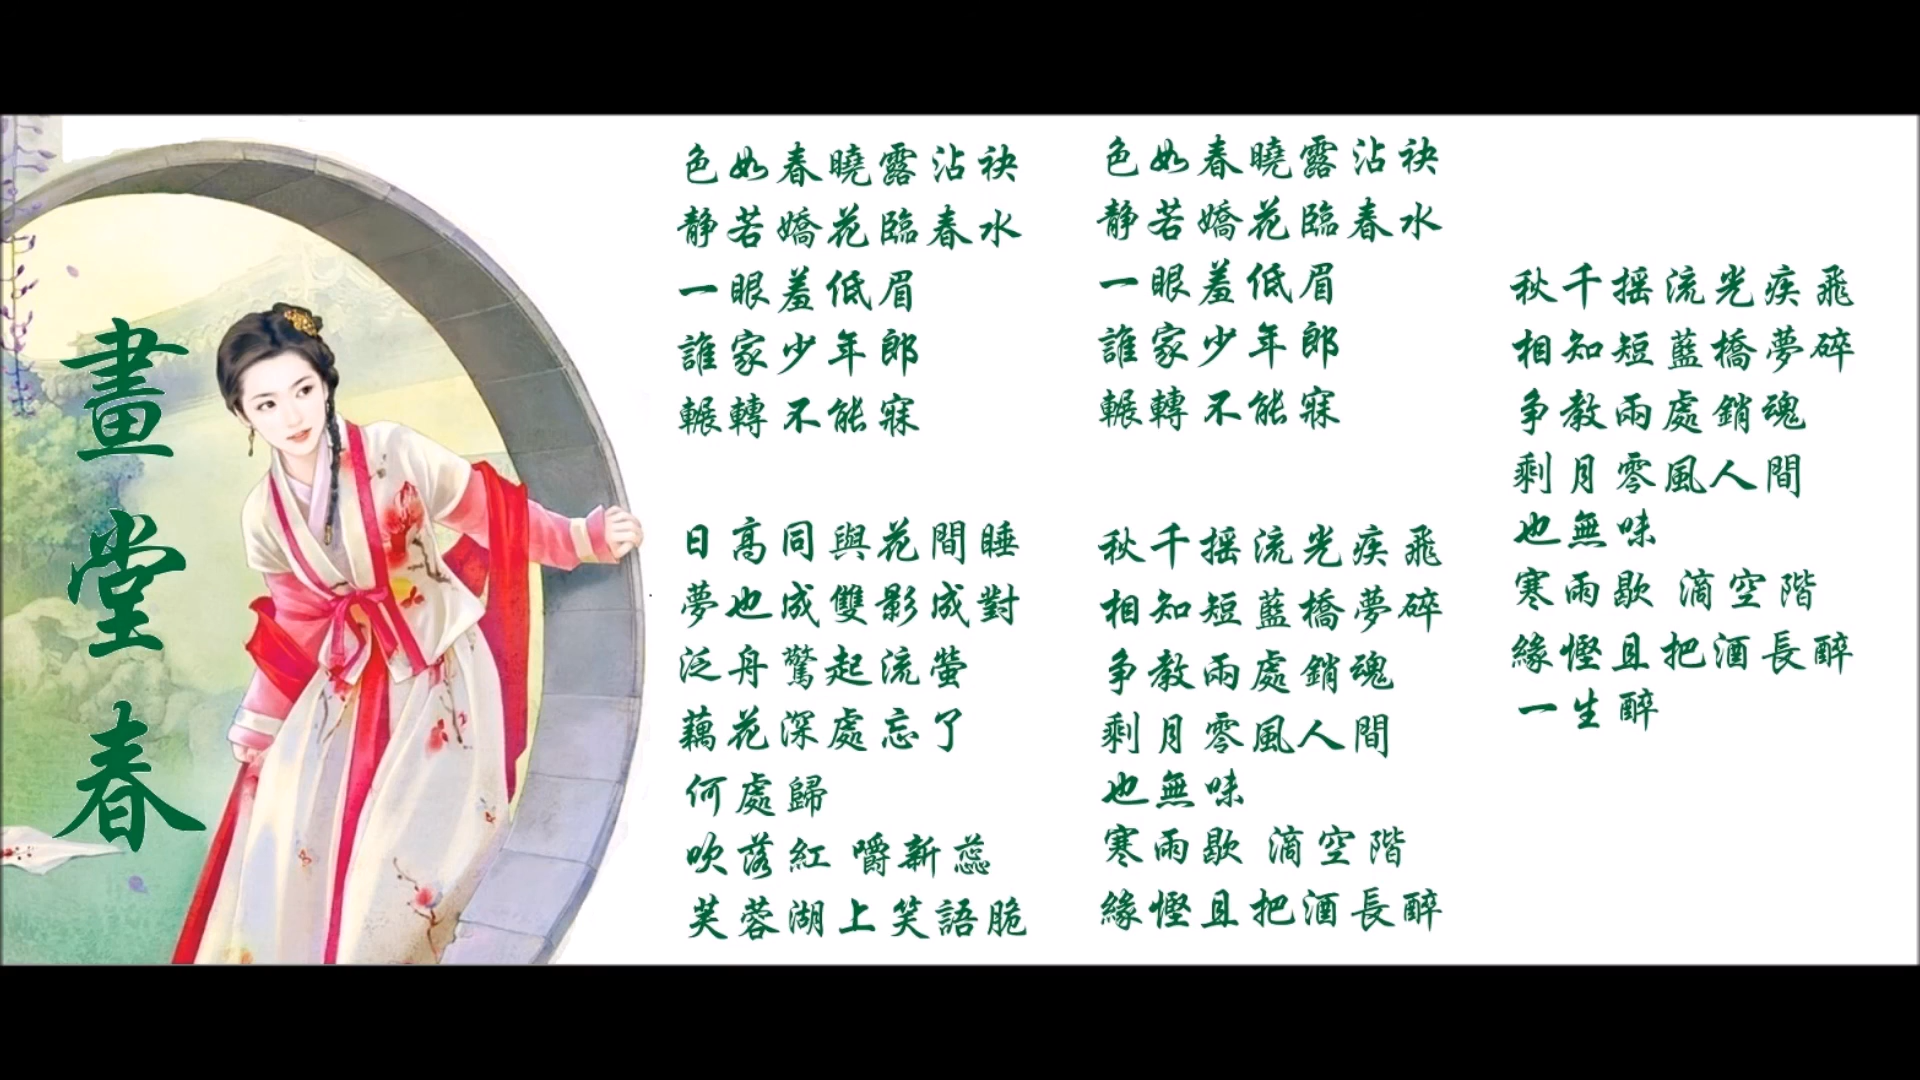 畫堂春
色如春曉露沾袂
靜若嬌花臨春水
一眼羞低眉
誰家少年郎
輾轉不能寐
日高同與花間睡
夢也成雙影成對
泛舟驚起流螢
藕花深處忘了
何處歸
吹落紅 嚼新蕊
芙蓉湖上笑語脆
色如春曉露沾袂
靜若嬌花臨春水
一眼羞低眉
誰家少年郎
輾轉不能寐
秋千摇流光疾飛
相知短藍橋夢碎
争教兩處銷魂
剩月零風人間
也無味
寒雨歇 滴空階
緣慳且把酒長醉
秋千摇流光疾飛
相知短藍橋夢碎
争教兩處銷魂
剩月零風人間
也無味
寒雨歇 滴空階
緣慳且把酒長醉
一生醉